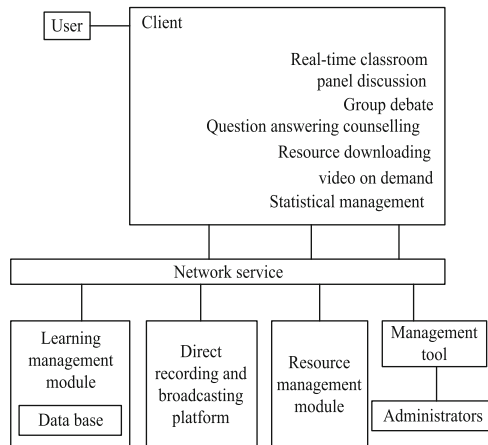 User
Client
Real-time classroom
panel discussion
Group debate
Question answering counselling
Resource downloading
video on demand
Statistical management
Network service
Learning
management
module
Data base
Direct
recording and
broadcasting
platform
Resource
management
module
Management
tool
Administrators